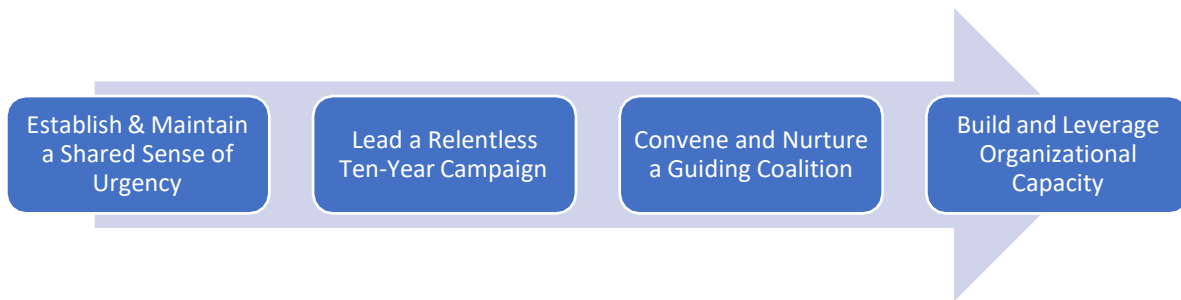 Establish & Maintain
a Shared Sense of
Urgency
Lead a Relentless
Ten-Year Campaign
Convene and Nurture
a Guiding Coalition
Build and Leverage
Organizational
Capacity